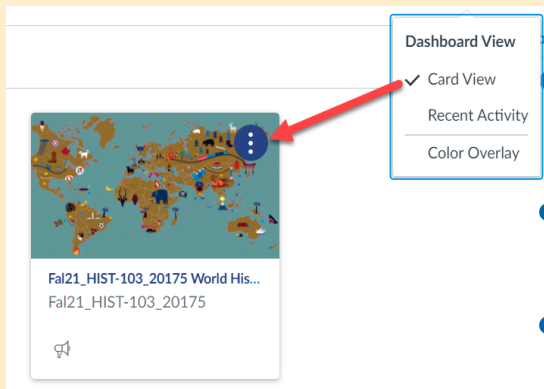 Dashboard View
Card View
Recent Activity
Color Overlay
Fal21_HIST-103_20175 World His...
Fal21_HIST-103_20175